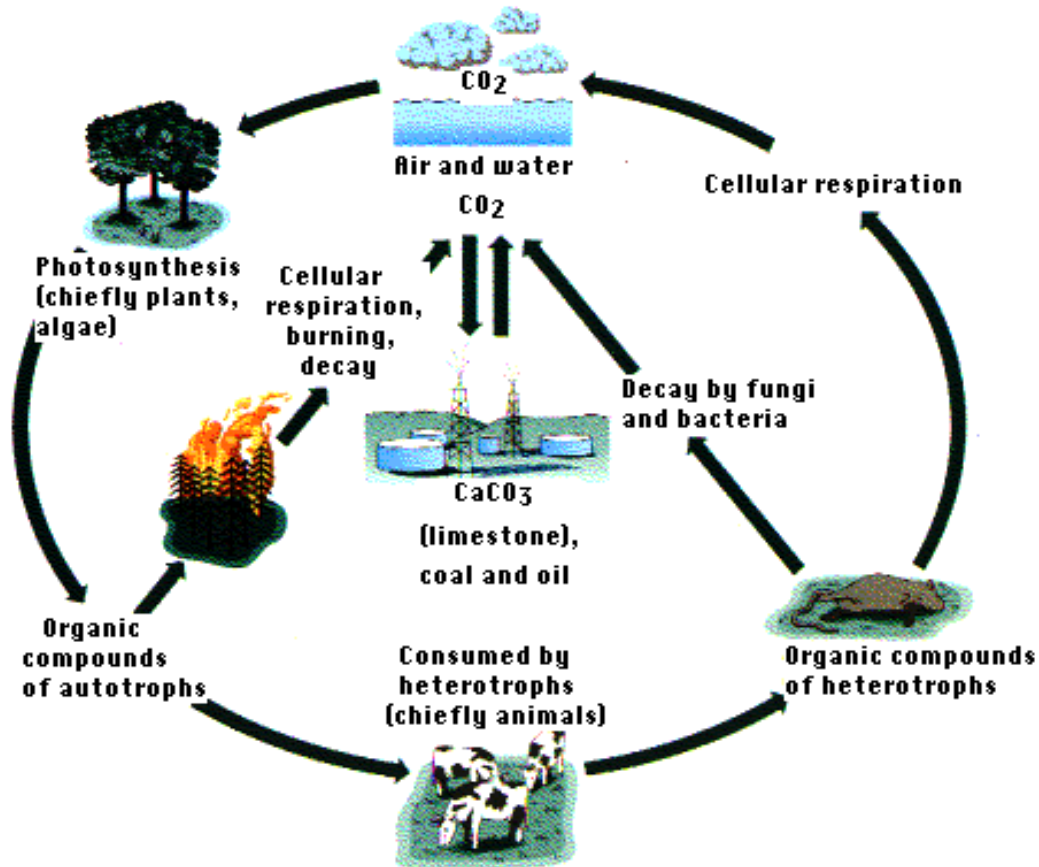 CO2
Air and water
CO2
Cellular respiration
Photosynthesis
(chiefly plants,
algae)
Cellular
respiration,
burning,
decay
Decay by fungi
and bacteria
CaCO3
(limestone),
coal and oil
Organic
compounds
of autotrophs
Consumed by
heterotrophs
(chiefly animals)
Organic compounds
of heterotrophs